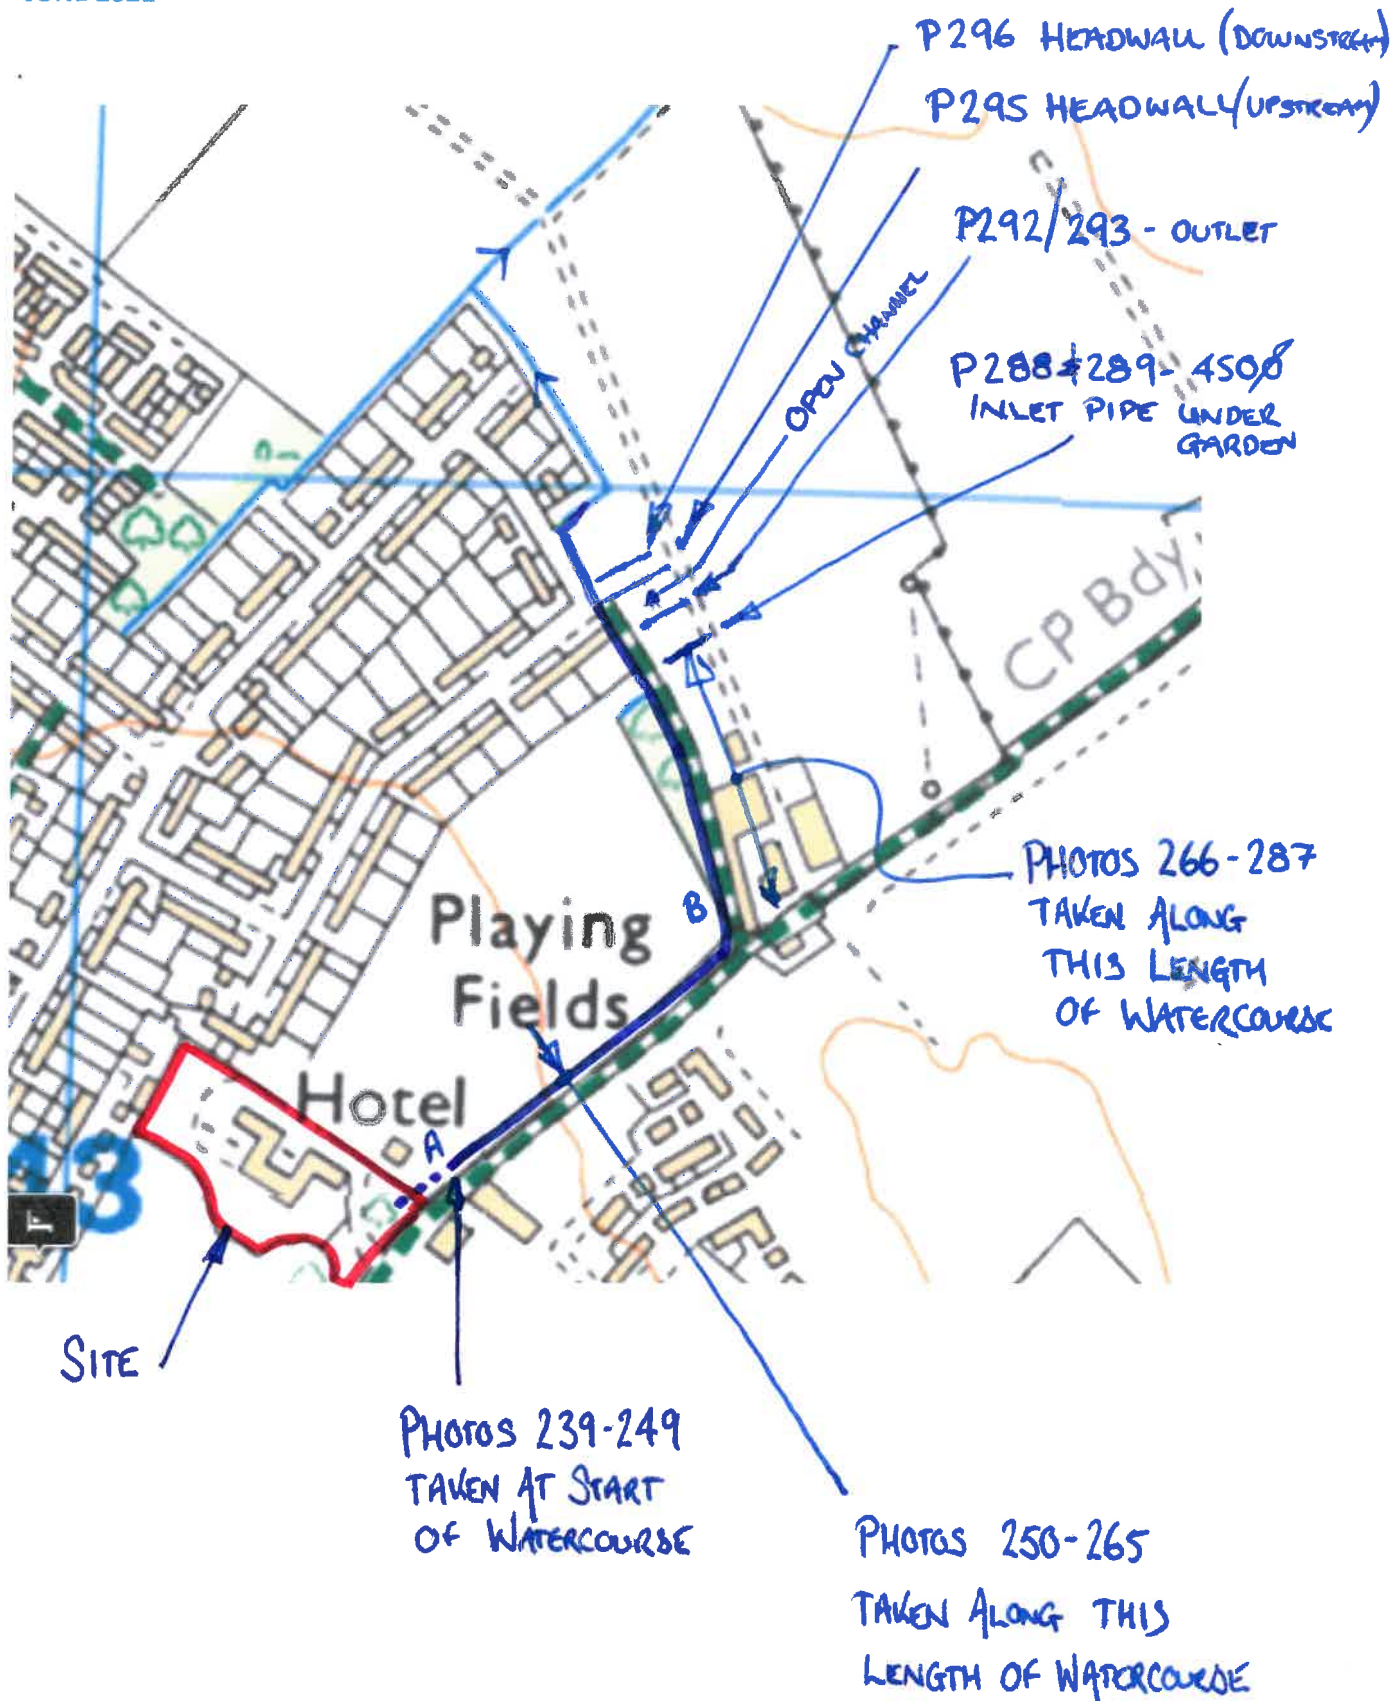 P296 HEADWALL (DOWNSTREAM)
P295 HEADWALL (UPSTREAM)
P292/293 - OUTLET
OPEN CHANNEL
P288+289- 450Ø
INLET PIPE UNDER
GARDEN
CP Bdy
PHOTOS 266-287
TAKEN ALONG
THIS LENGTH
OF WATERCOURSE
B
Playing
Fields
Hotel
A
13
SITE
PHOTOS 239-249
TAKEN AT START
OF WATERCOURSE
PHOTOS 250-265
TAKEN ALONG THIS
LENGTH OF WATERCOURSE